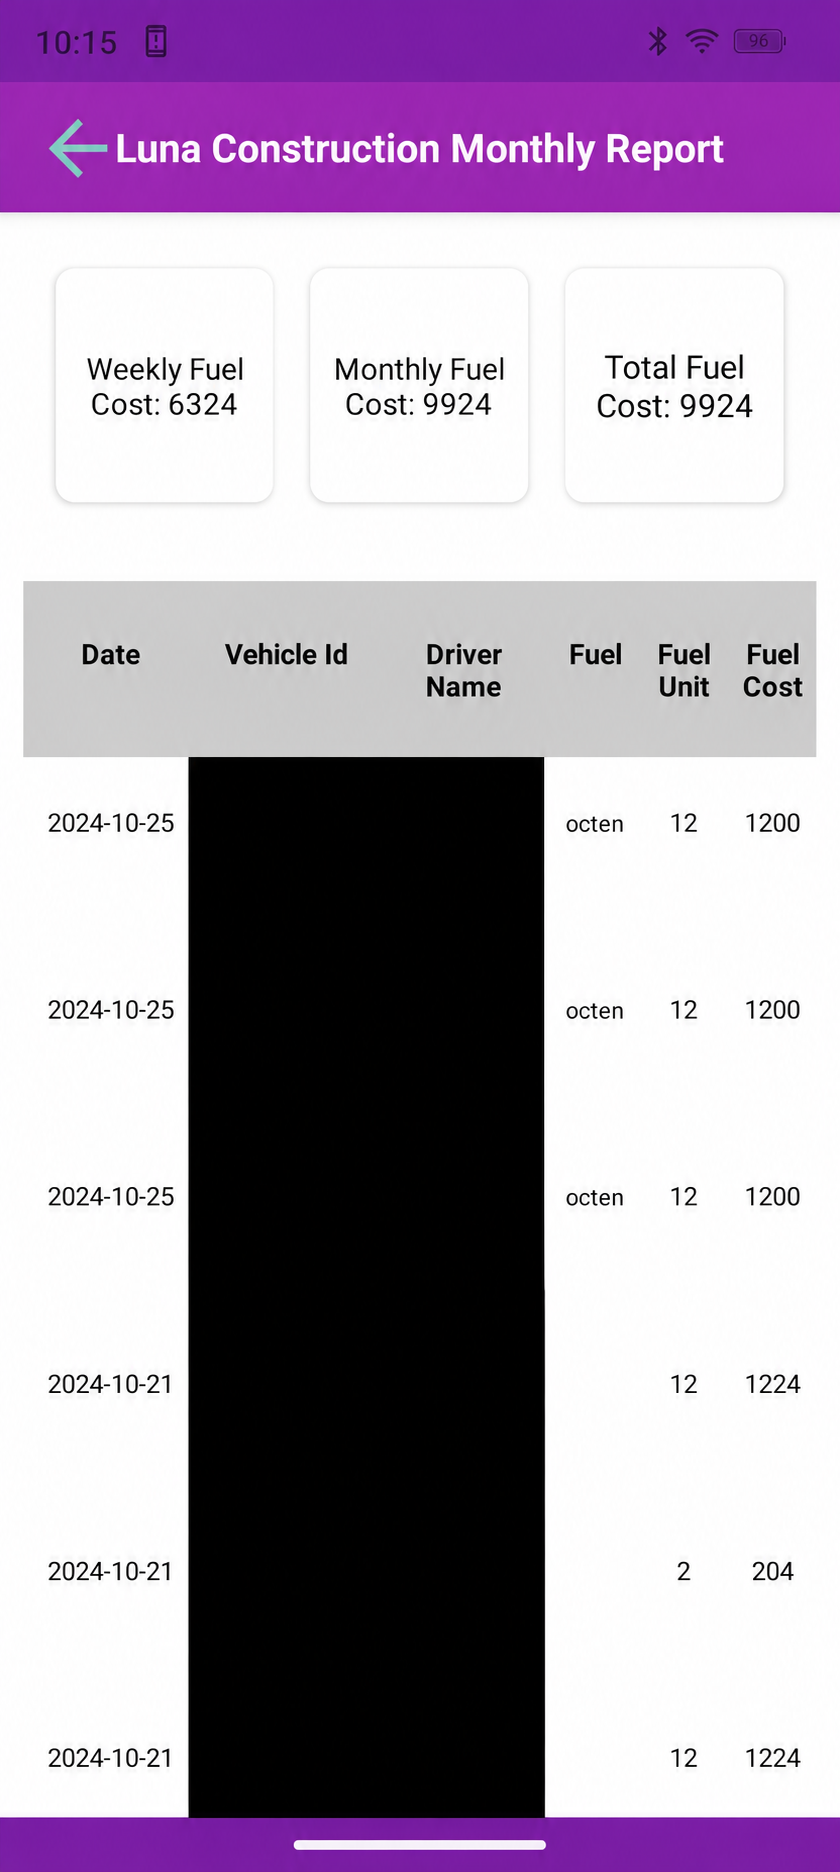 10:15
96
Luna Construction Monthly Report
Weekly Fuel
Cost: 6324
Monthly Fuel
Cost: 9924
Total Fuel
Cost: 9924
Date Vehicle Id Driver Name Fuel Fuel Unit Fuel Cost
2024-10-25 octen 12 1200
2024-10-25 octen 12 1200
2024-10-25 octen 12 1200
2024-10-21 12 1224
2024-10-21 2 204
2024-10-21 12 1224